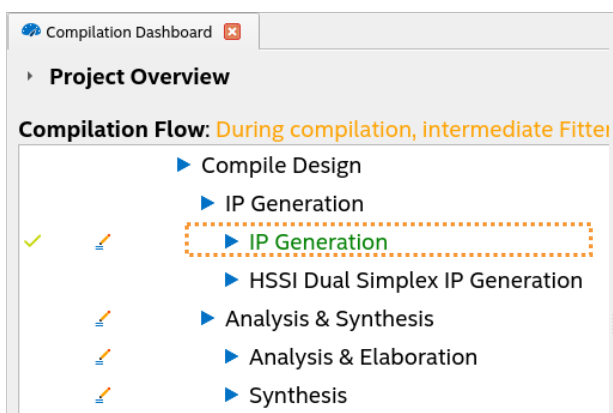 Compilation Dashboard
Project Overview
Compilation Flow: During compilation, intermediate Fitter
Compile Design
IP Generation
IP Generation
HSSI Dual Simplex IP Generation
Analysis & Synthesis
Analysis & Elaboration
Synthesis